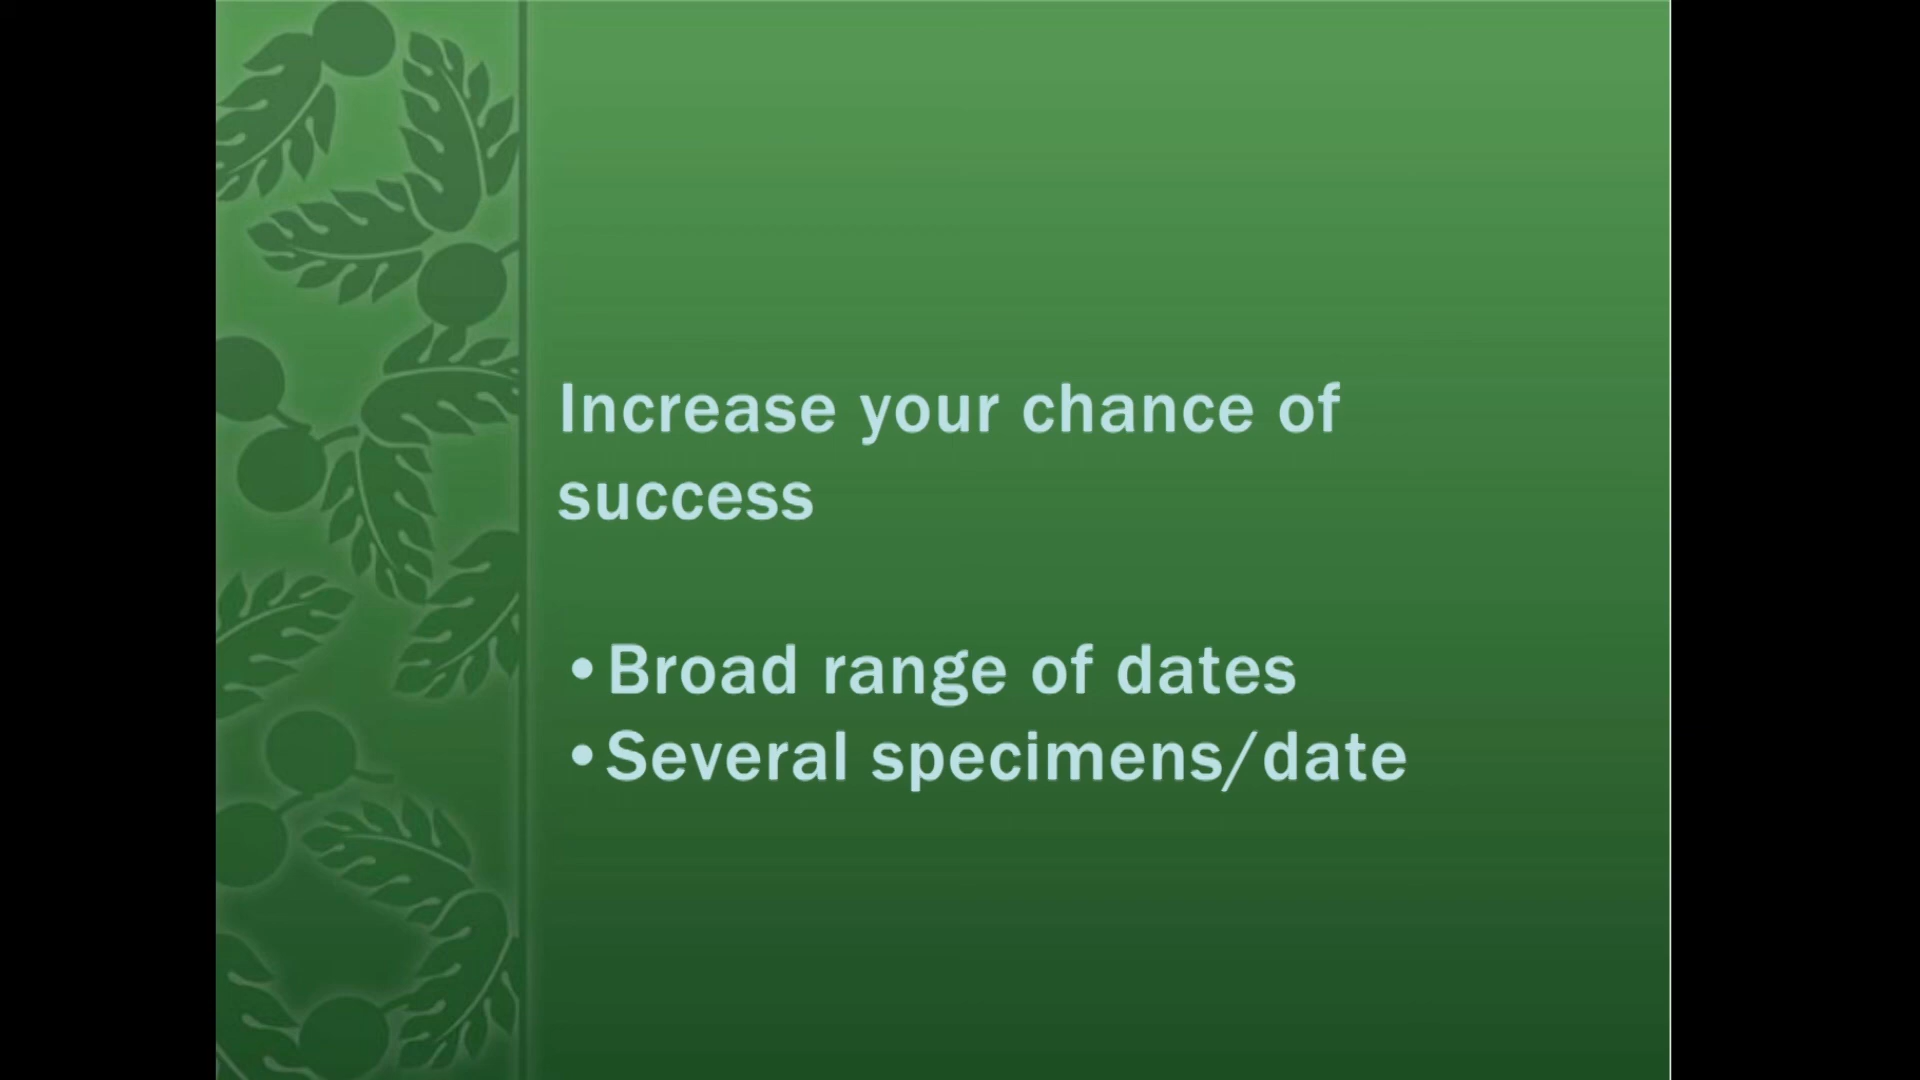 Increase your chance of
success
•Broad range of dates
•Several specimens/date